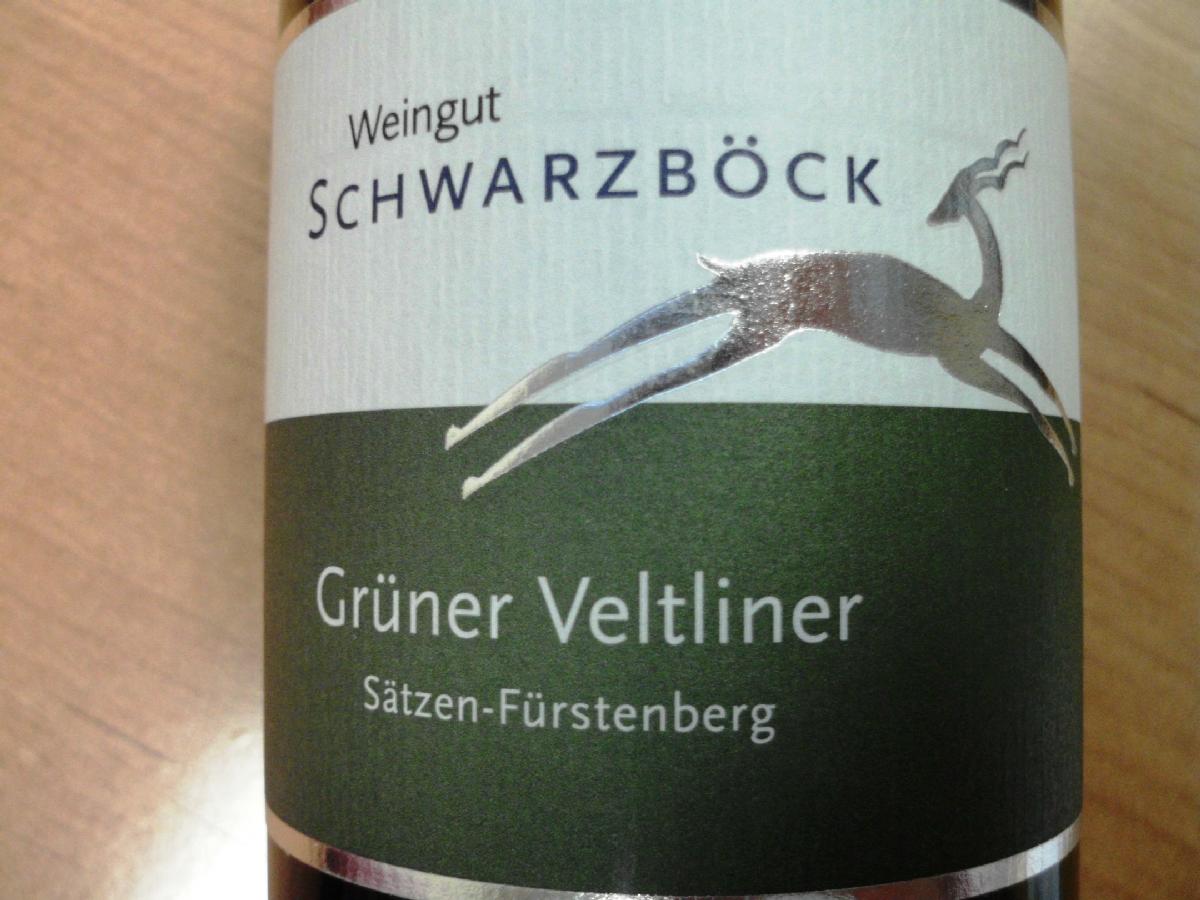 Weingut
SCHWARZBÖCK
Grüner Veltliner
Sätzen-Fürstenberg